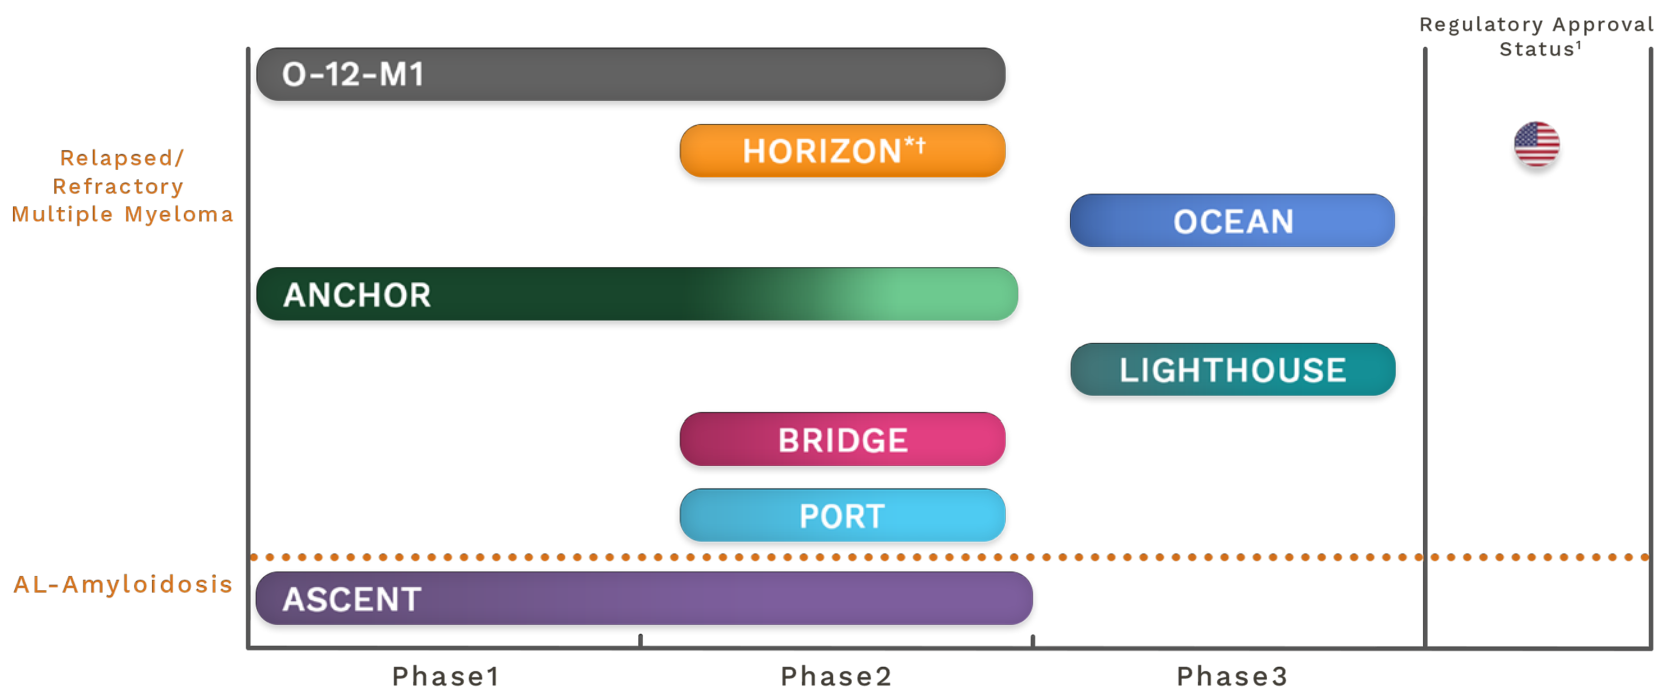 Regulatory Approval
Status¹
O-12-M1
HORIZON*†
Relapsed/
Refractory
Multiple Myeloma
OCEAN
ANCHOR
LIGHTHOUSE
BRIDGE
PORT
AL-Amyloidosis
ASCENT
Phase1
Phase2
Phase3